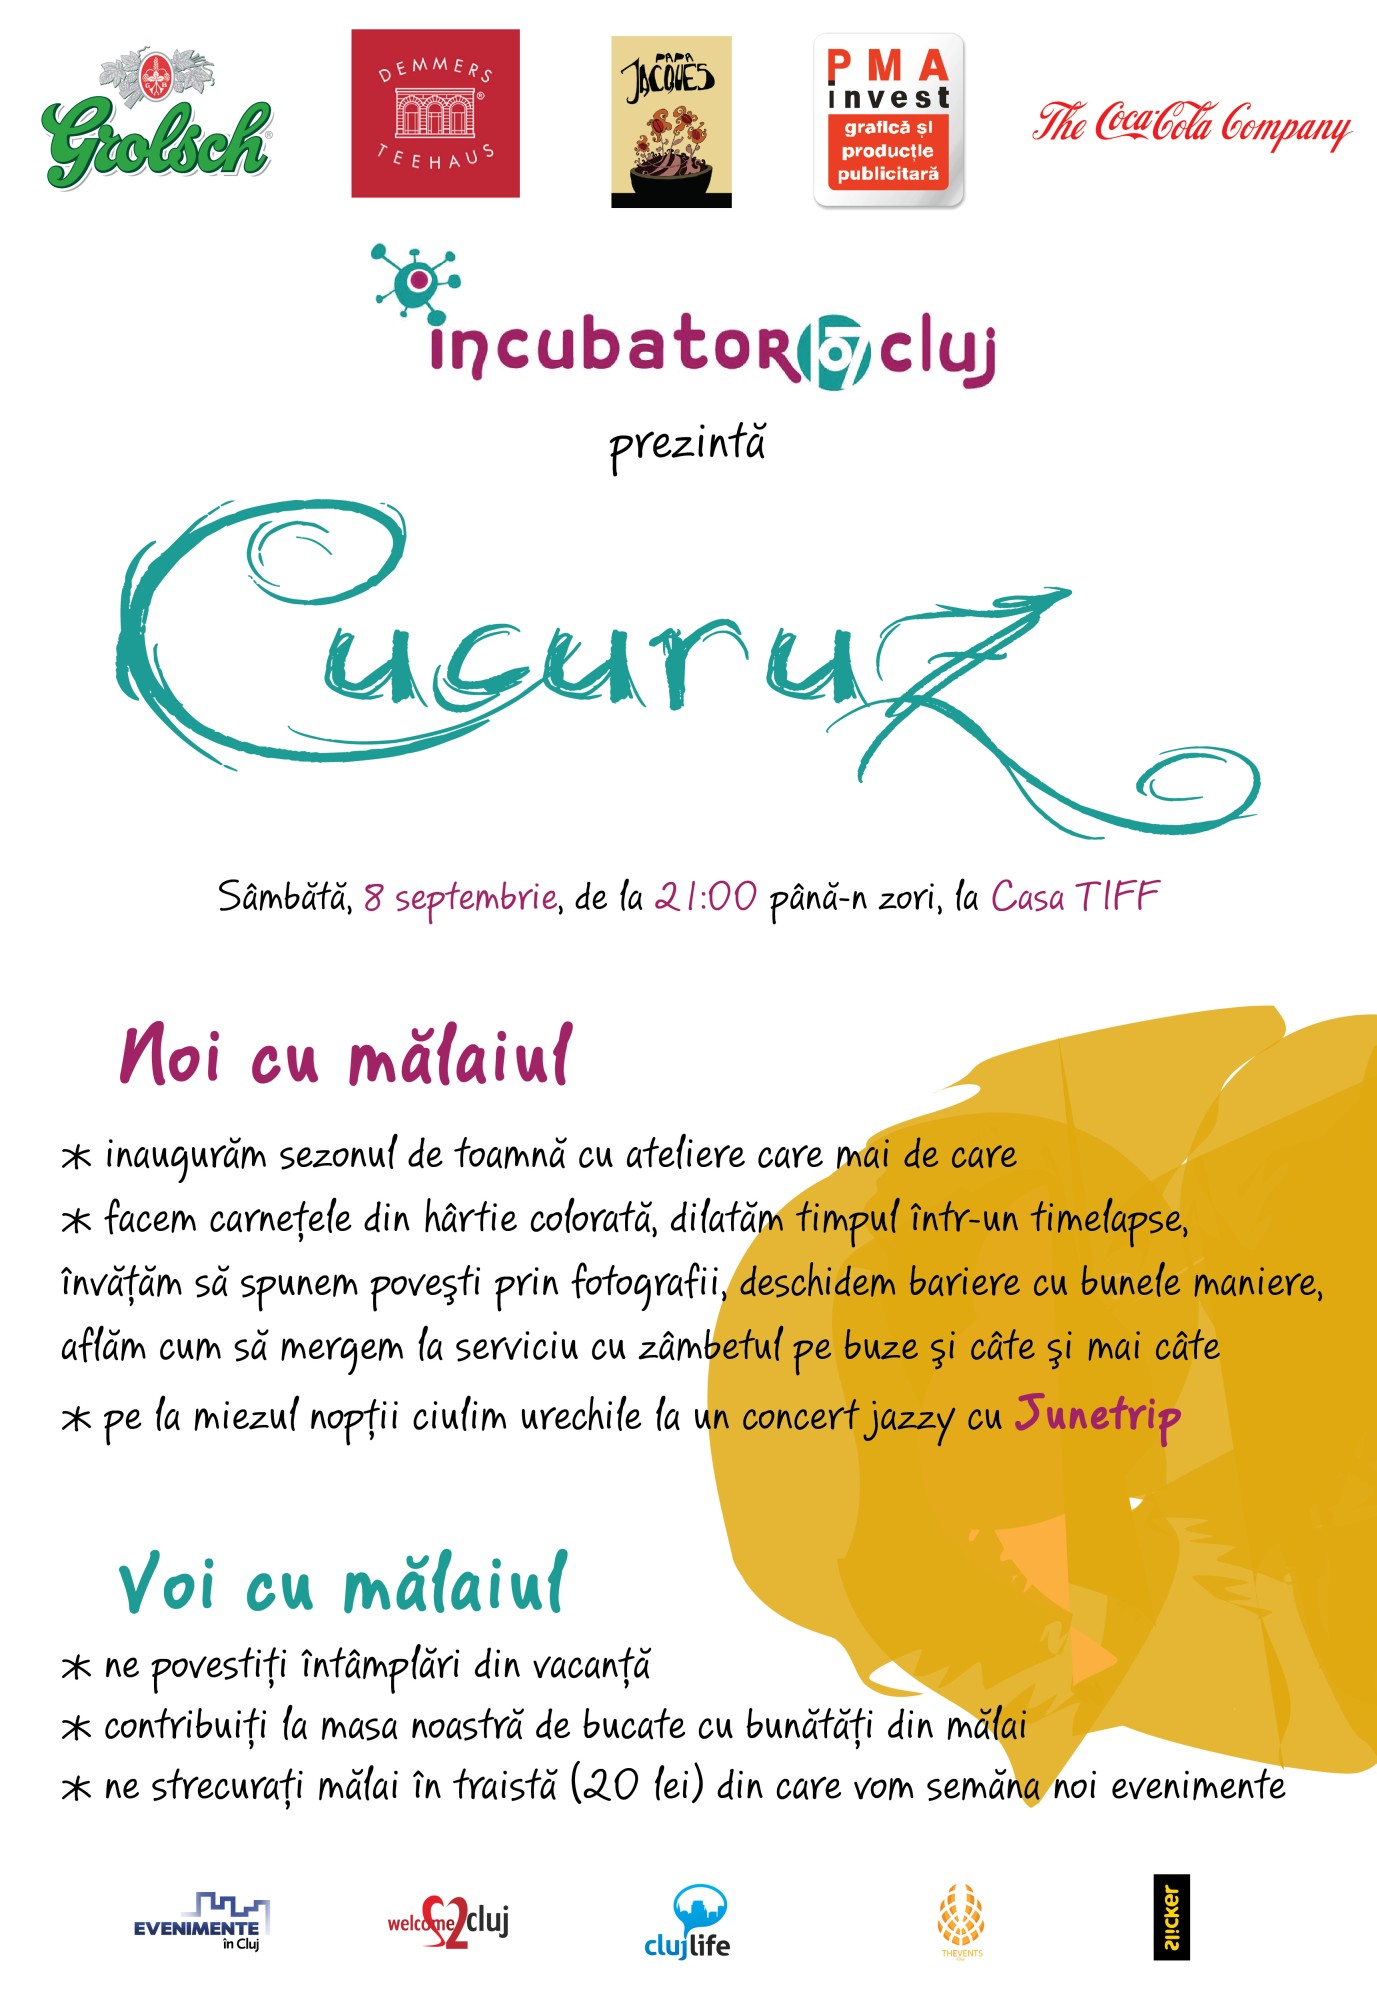 Grolsch
DEMMERS
TEEHAUS
PAPA
JACQUES
PMA
invest
grafică și
producție
publicitară
The Coca-Cola Company
incubator107cluj
prezintă
Cucuruz
Sâmbătă, 8 septembrie, de la 21:00 până-n zori, la Casa TIFF
Noi cu mălaiul
* inaugurăm sezonul de toamnă cu ateliere care mai de care
* facem carnețele din hârtie colorată, dilatăm timpul într-un timelapse,
învățăm să spunem povești prin fotografii, deschidem bariere cu bunele maniere,
aflăm cum să mergem la serviciu cu zâmbetul pe buze şi câte şi mai câte
* pe la miezul nopții ciulim urechile la un concert jazzy cu Junetrip
Voi cu mălaiul
* ne povestiți întâmplări din vacanță
* contribuiți la masa noastră de bucate cu bunătăți din mălai
* ne strecurați mălai în traistă (20 lei) din care vom semăna noi evenimente
EVENIMENTE
în Cluj
welcome2cluj
clujlife
THEVENTS
2licker